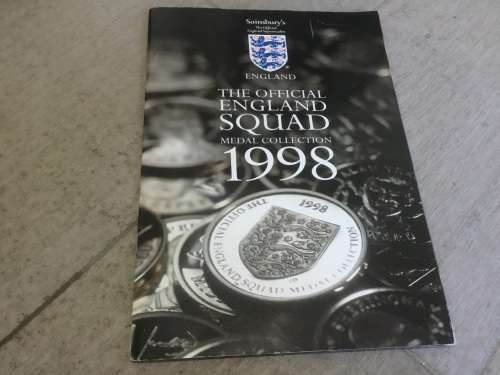 Sainsbury's
The Official
England Supermarket
ENGLAND
THE OFFICIAL
ENGLAND
SQUAD
MEDAL COLLECTION
1998
1998
THE OFFICIAL ENGLAND SQUAD MEDAL COLLECTION